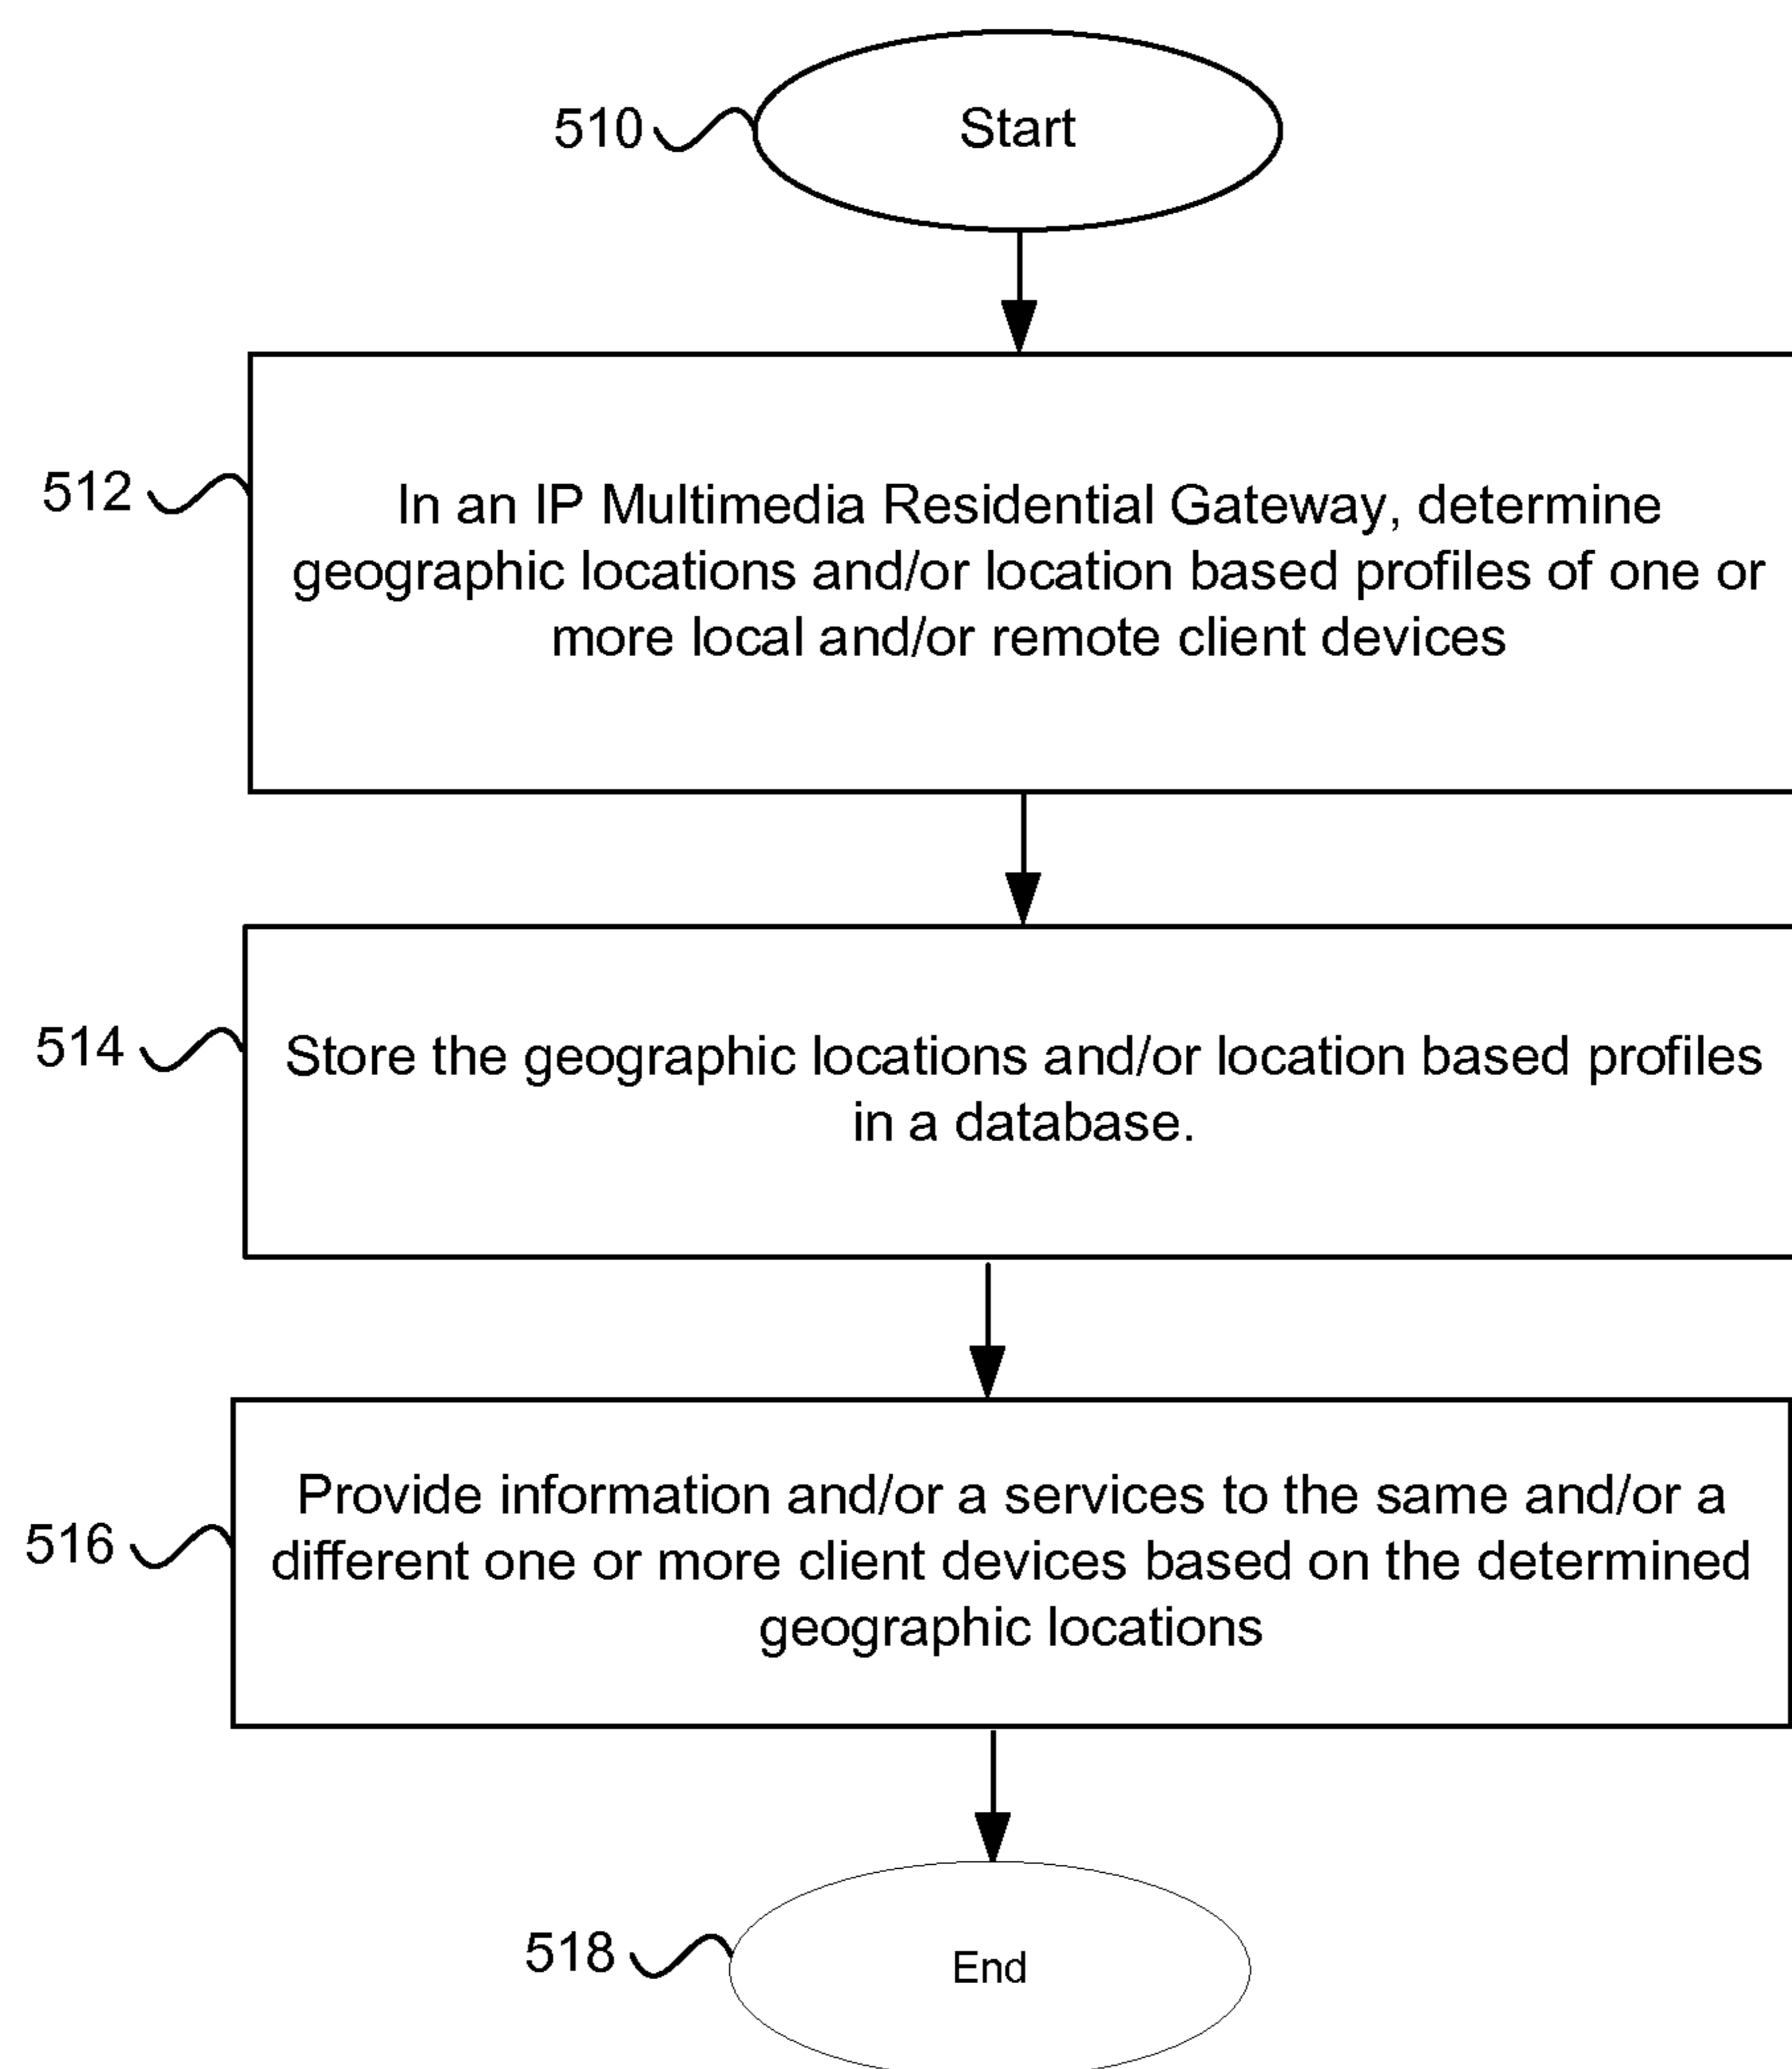 510
Start
512
In an IP Multimedia Residential Gateway, determine
geographic locations and/or location based profiles of one or
more local and/or remote client devices
514
Store the geographic locations and/or location based profiles
in a database.
516
Provide information and/or a services to the same and/or a
different one or more client devices based on the determined
geographic locations
518
End